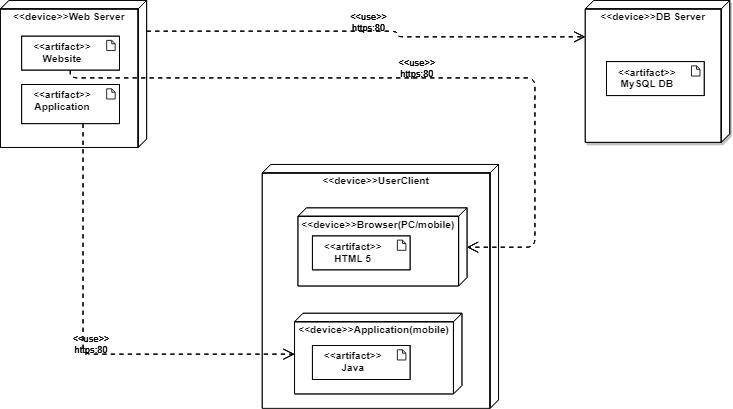 <<device>>Web Server
<<artifact>>
Website
<<artifact>>
Application
<<use>>
https:80
<<use>>
https:80
<<device>>DB Server
<<artifact>>
MySQL DB
<<device>>UserClient
<<device>>Browser(PC/mobile)
<<artifact>>
HTML 5
<<use>>
https:80
<<device>>Application(mobile)
<<artifact>>
Java